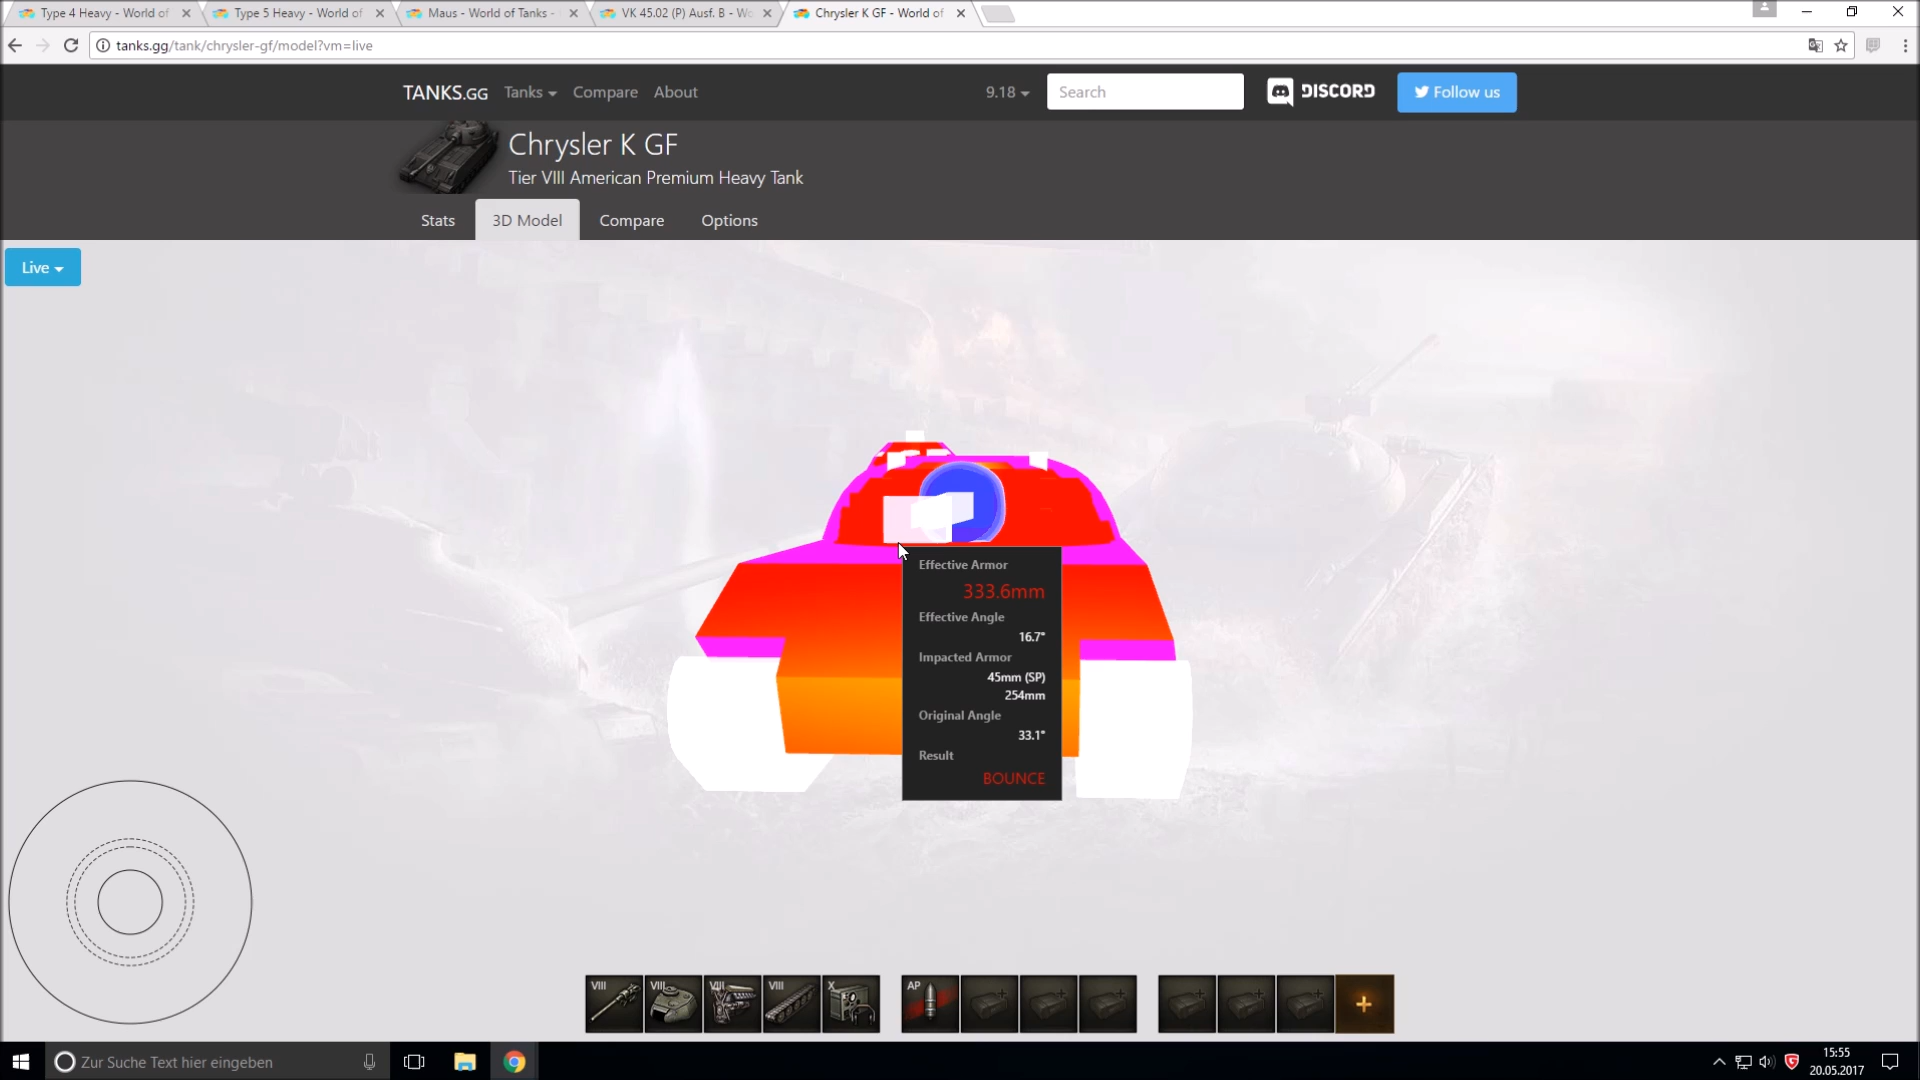 Type 4 Heavy - World of
Type 5 Heavy - World of
Maus - World of Tanks -
VK 45.02 (P) Ausf. B - Wo
Chrysler K GF - World of
tanks.gg/tank/chrysler-gf/model?vm=live
TANKS.GG
Tanks
Compare
About
9.18
Search
DISCORD
Follow us
Chrysler K GF
Tier VIII American Premium Heavy Tank
Stats
3D Model
Compare
Options
Live
Effective Armor
333.6mm
Effective Angle
16.7°
Impacted Armor
45mm (SP)
254mm
Original Angle
33.1°
Result
BOUNCE
VIII
VIII
VIII
VIII
X
AP
Zur Suche Text hier eingeben
15:55
20.05.2017